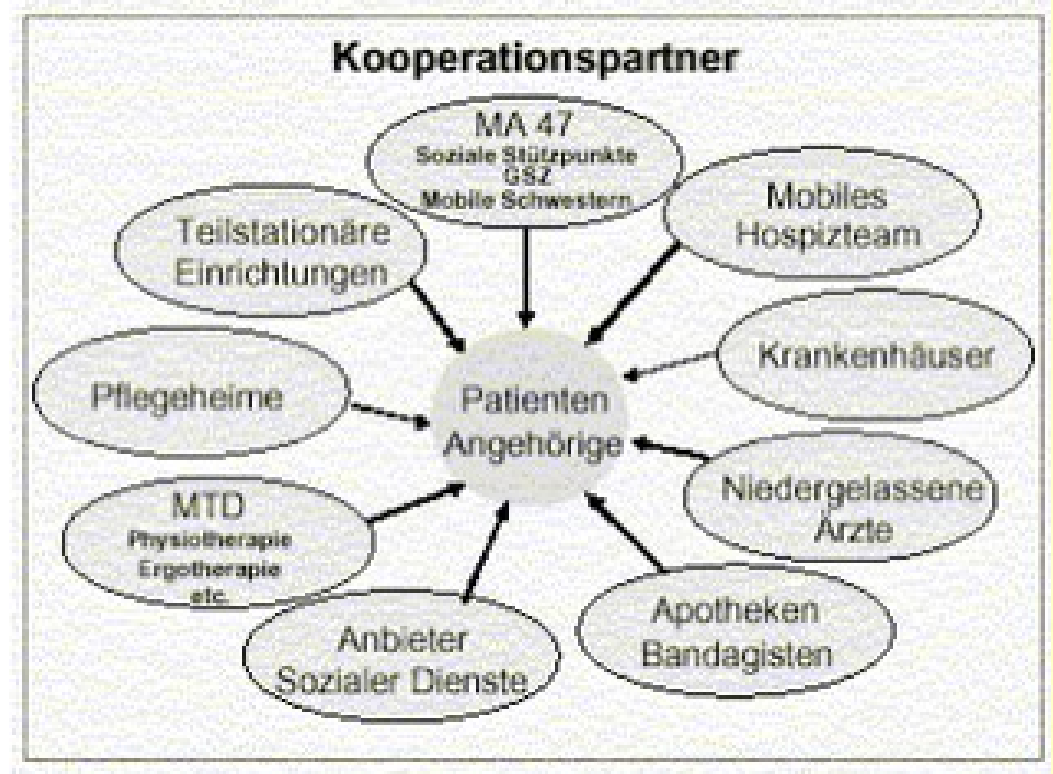 Kooperationspartner
MA 47
Soziale Stützpunkte
GSZ
Mobile Schwestern
Mobiles
Hospizteam
Teilstationäre
Einrichtungen
Krankenhäuser
Pflegeheime
Patienten
Angehörige
Niedergelassene
Ärzte
MTD
Physiotherapie
Ergotherapie
etc.
Apotheken
Bandagisten
Anbieter
Sozialer Dienste